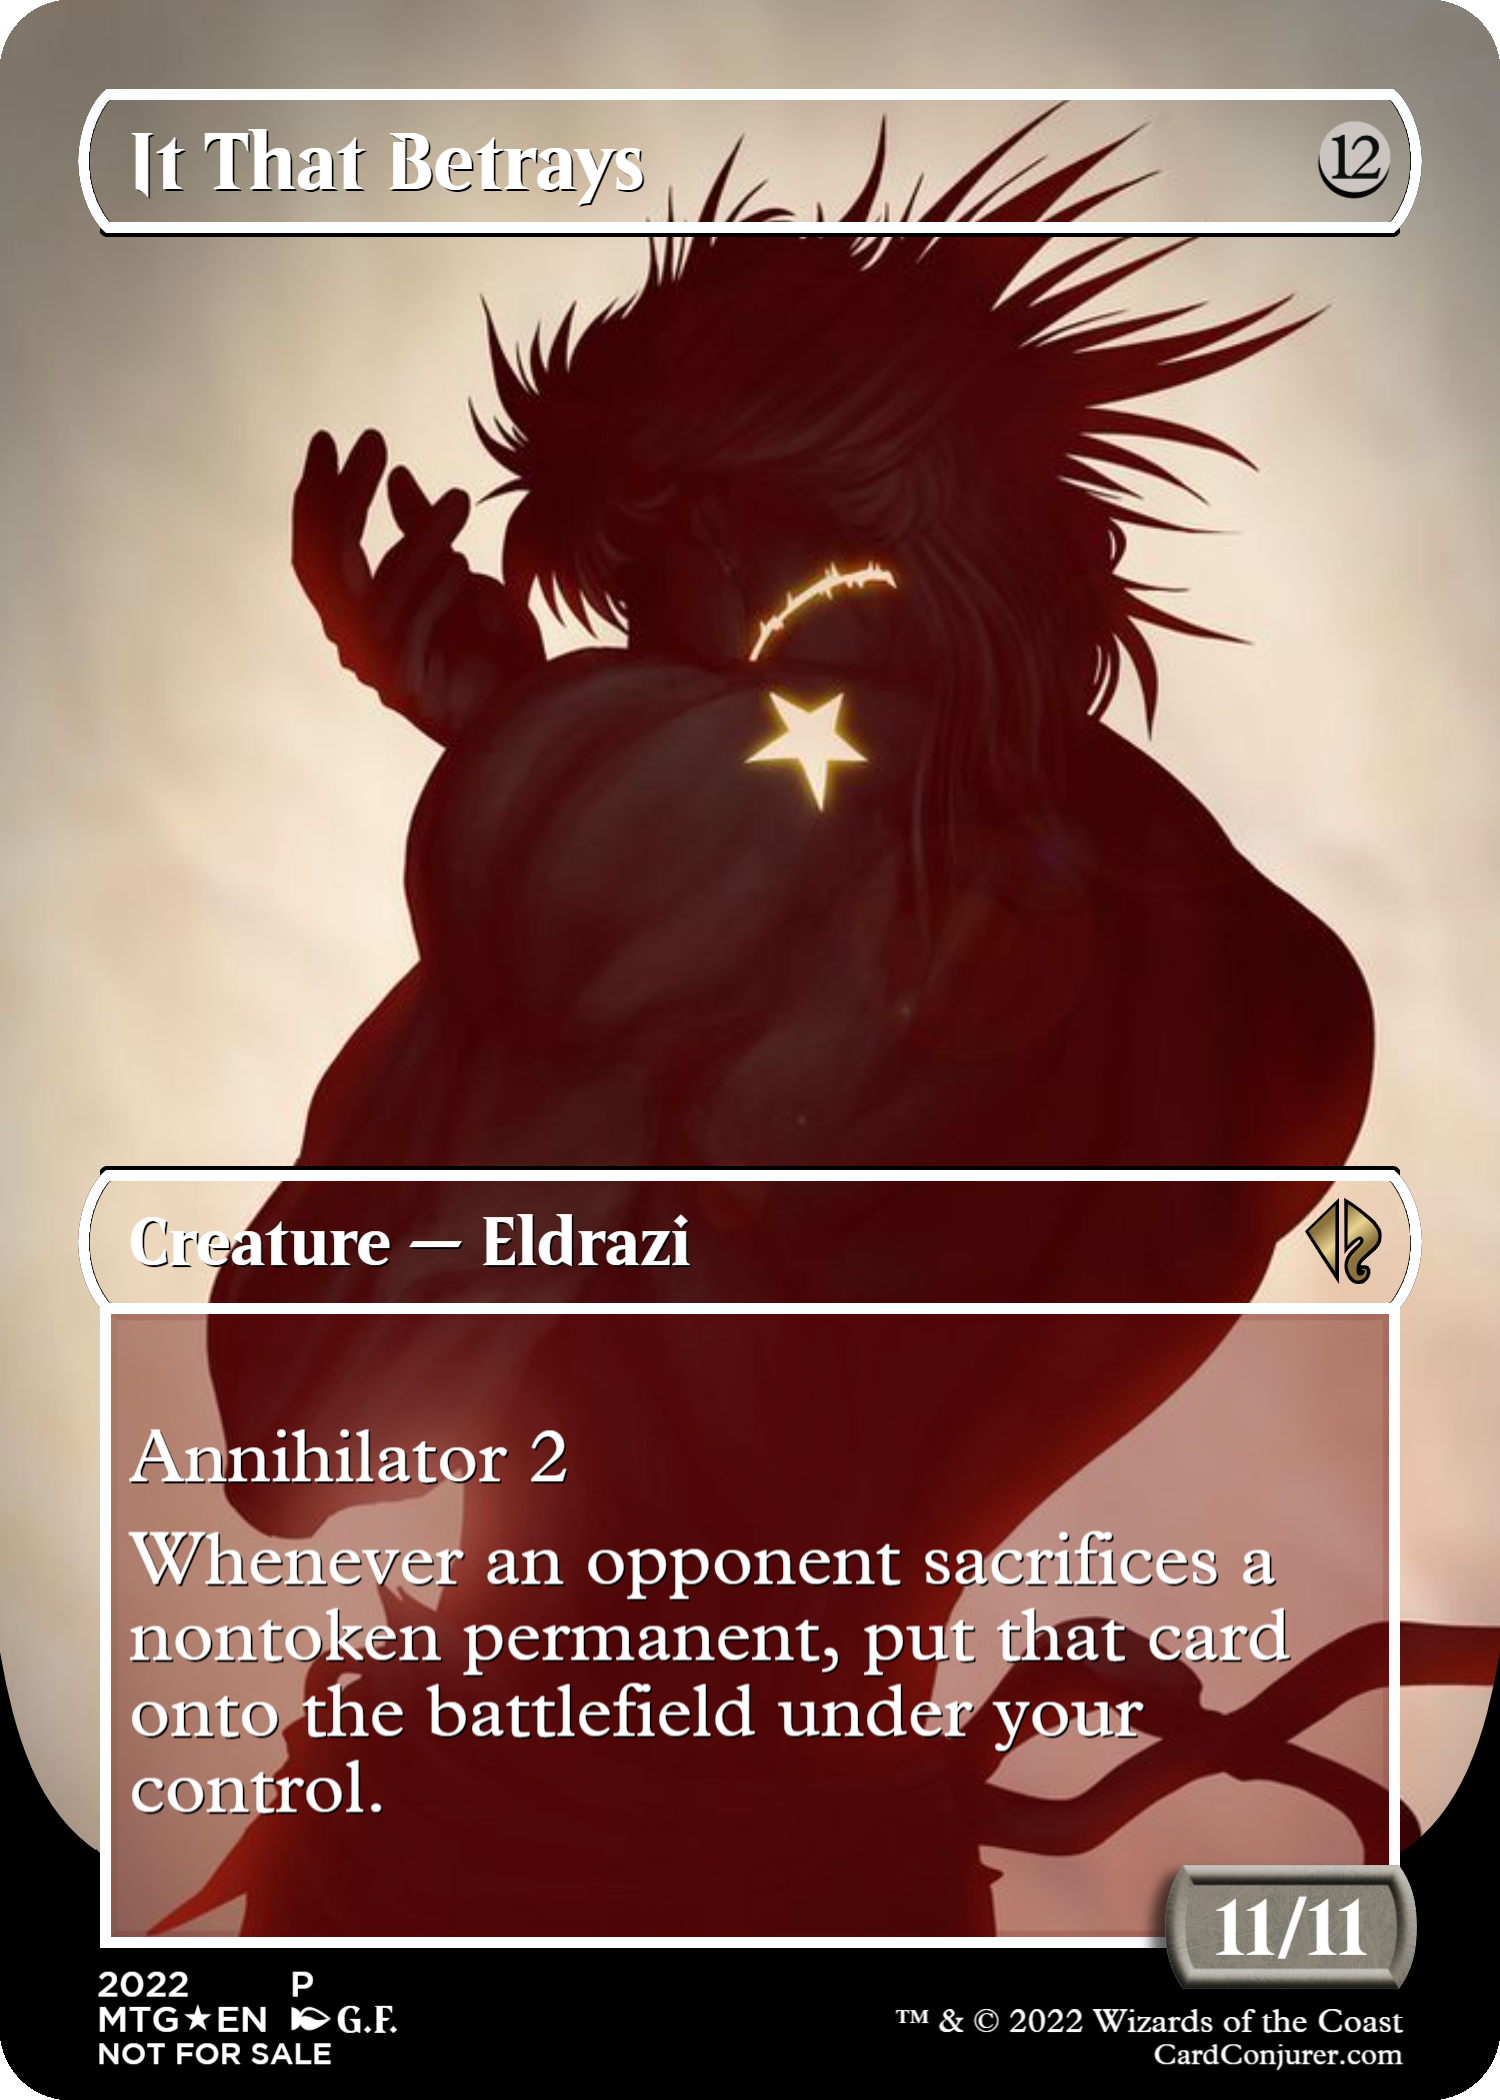 It That Betrays
12
Creature — Eldrazi
Annihilator 2
Whenever an opponent sacrifices a
nontoken permanent, put that card
onto the battlefield under your
control.
11/11
2022 P
MTG★EN G.F.
NOT FOR SALE
™ & © 2022 Wizards of the Coast
CardConjurer.com